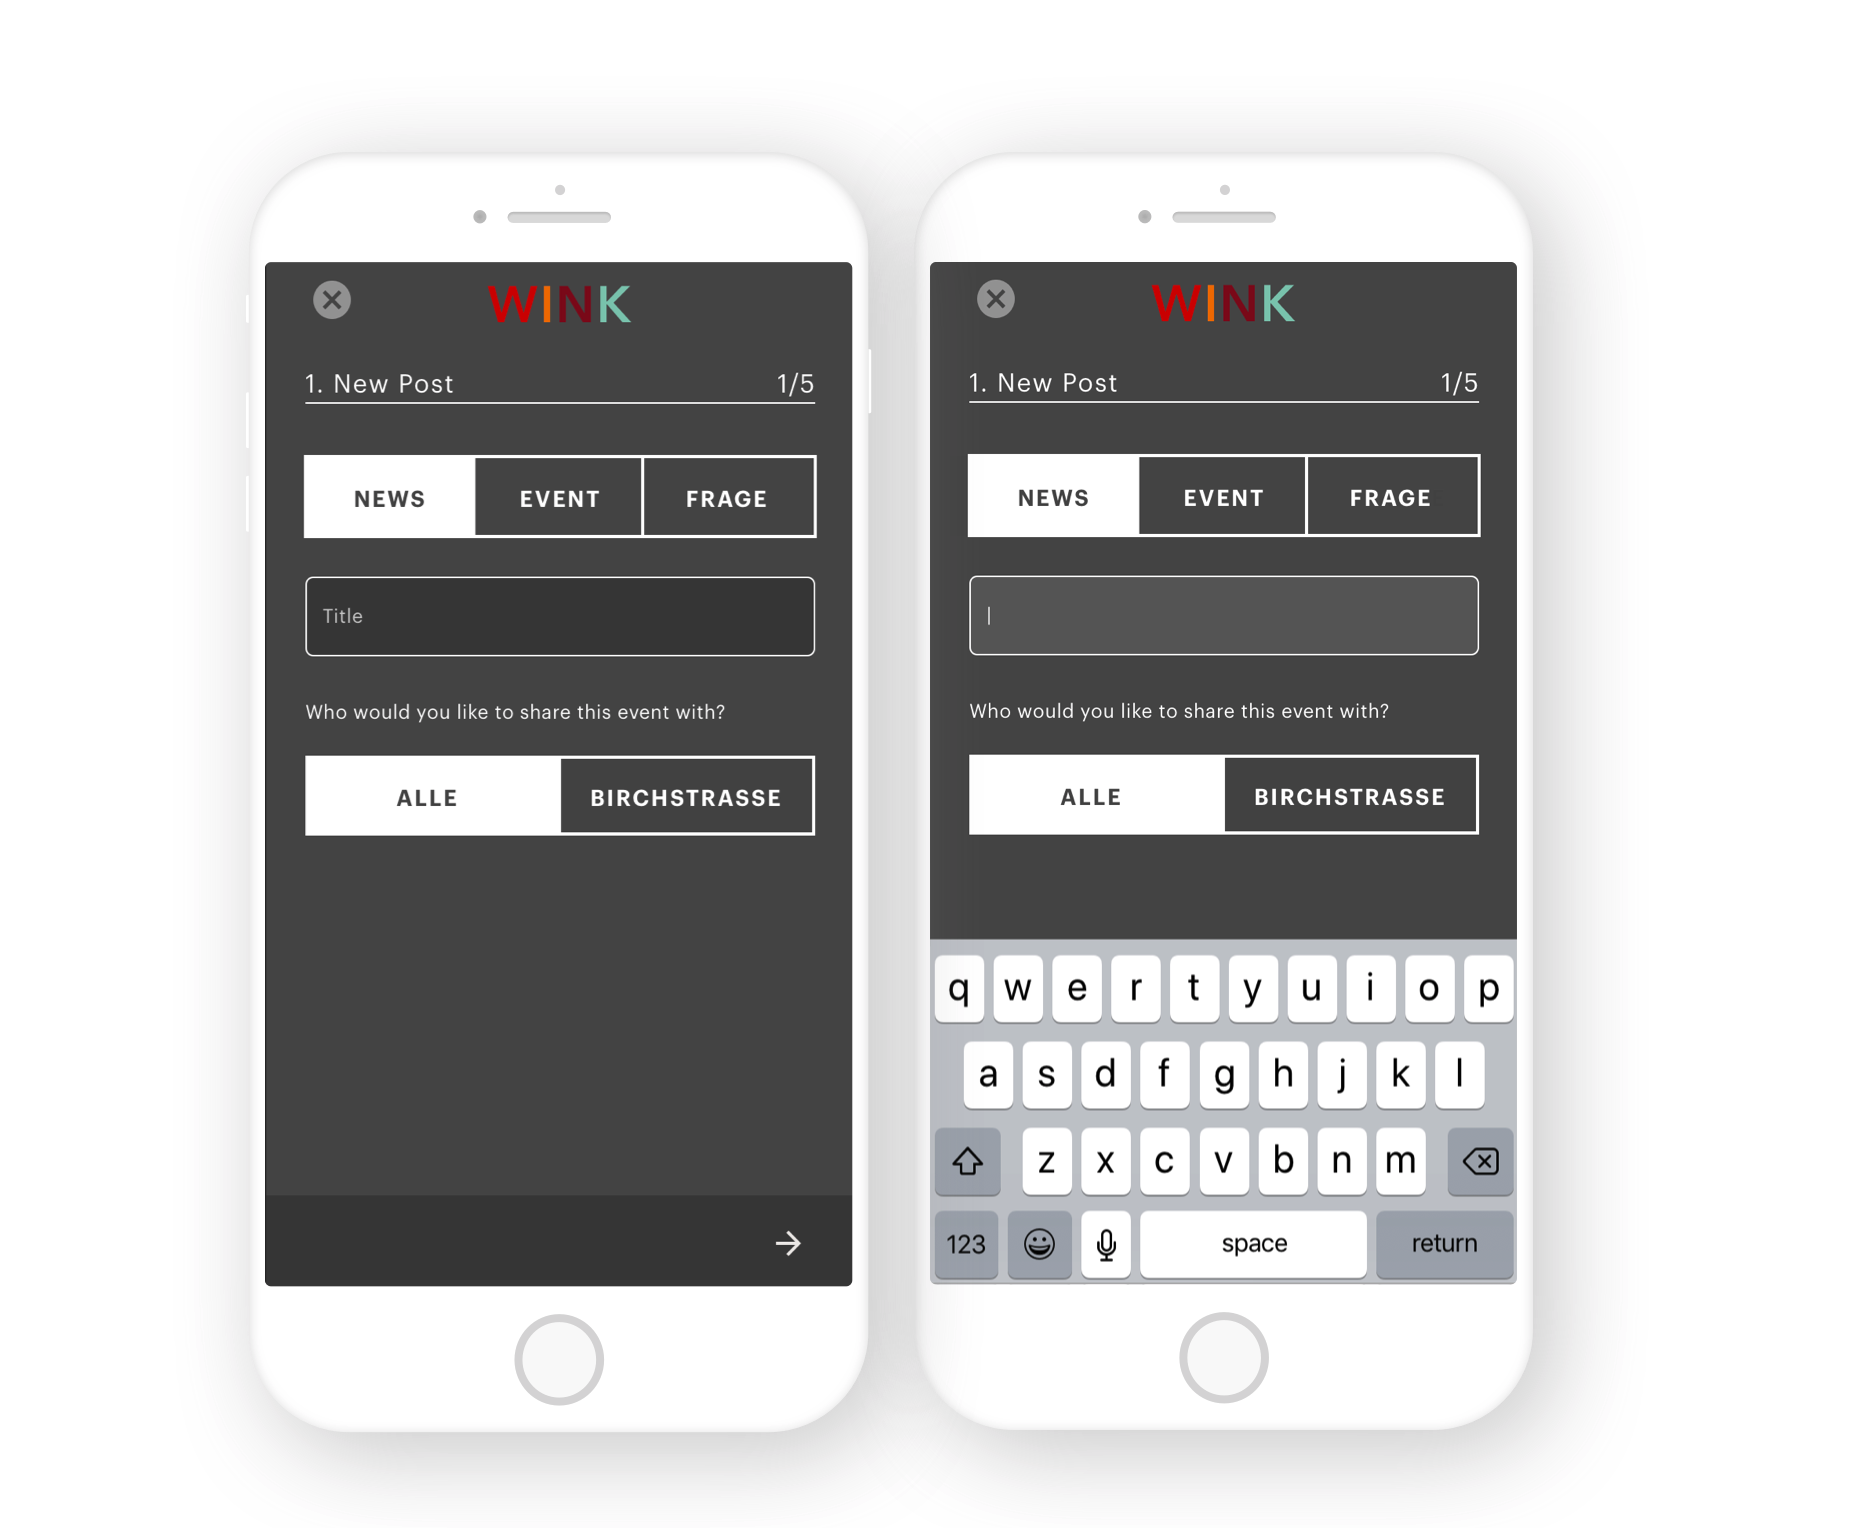 WINK
1. New Post 1/5
NEWS EVENT FRAGE
Title
Who would you like to share this event with?
ALLE BIRCHSTRASSE
WINK
1. New Post 1/5
NEWS EVENT FRAGE
Who would you like to share this event with?
ALLE BIRCHSTRASSE
q w e r t y u i o p
a s d f g h j k l
z x c v b n m
123 space return